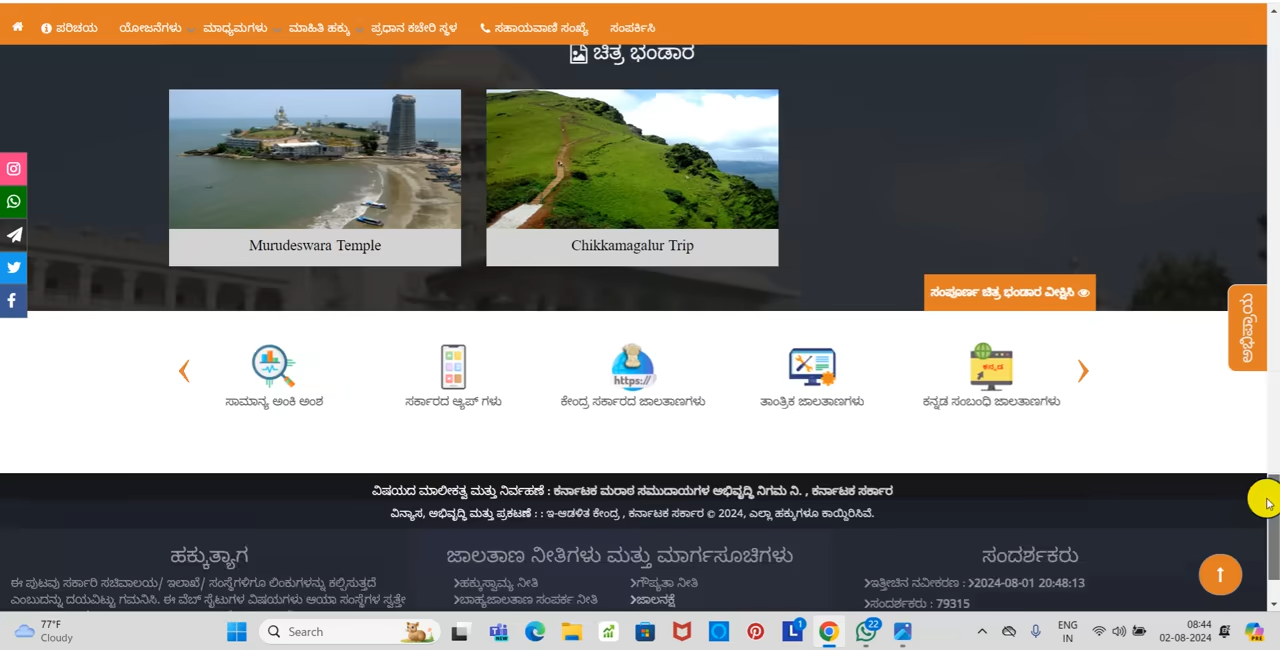 ಪರಿಚಯ ಯೋಜನೆಗಳು ಮಾಧ್ಯಮಗಳು ಮಾಹಿತಿ ಹಕ್ಕು ಪ್ರಧಾನ ಕಚೇರಿ ಸ್ಥಳ ಸಹಾಯವಾಣಿ ಸಂಖ್ಯೆ ಸಂಪರ್ಕಿಸಿ
ಚಿತ್ರ ಭಂಡಾರ
Murudeswara Temple
Chikkamagalur Trip
ಸಂಪೂರ್ಣ ಚಿತ್ರ ಭಂಡಾರ ವೀಕ್ಷಿಸಿ
ಅಭಿಪ್ರಾಯ
https://
ಕನ್ನಡ
ಸಾಮಾನ್ಯ ಅಂಕಿ ಅಂಶ
ಸರ್ಕಾರದ ಆ್ಯಪ್ ಗಳು
ಕೇಂದ್ರ ಸರ್ಕಾರದ ಜಾಲತಾಣಗಳು
ತಾಂತ್ರಿಕ ಜಾಲತಾಣಗಳು
ಕನ್ನಡ ಸಂಬಂಧಿ ಜಾಲತಾಣಗಳು
ವಿಷಯದ ಮಾಲೀಕತ್ವ ಮತ್ತು ನಿರ್ವಹಣೆ : ಕರ್ನಾಟಕ ಮರಾಠ ಸಮುದಾಯಗಳ ಅಭಿವೃದ್ಧಿ ನಿಗಮ ನಿ. , ಕರ್ನಾಟಕ ಸರ್ಕಾರ
ವಿನ್ಯಾಸ, ಅಭಿವೃದ್ಧಿ ಮತ್ತು ಪ್ರಕಟಣೆ : : ಇ-ಆಡಳಿತ ಕೇಂದ್ರ , ಕರ್ನಾಟಕ ಸರ್ಕಾರ © 2024, ಎಲ್ಲಾ ಹಕ್ಕುಗಳೂ ಕಾಯ್ದಿರಿಸಿವೆ.
ಹಕ್ಕುತ್ಯಾಗ
ಈ ಪುಟವು ಸರ್ಕಾರಿ ಸಚಿವಾಲಯ/ ಇಲಾಖೆ/ ಸಂಸ್ಥೆಗಳಿಗೂ ಲಿಂಕುಗಳನ್ನು ಕಲ್ಪಿಸುತ್ತದೆ
ಎಂಬುದನ್ನು ದಯವಿಟ್ಟು ಗಮನಿಸಿ. ಈ ವೆಬ್ ಸೈಟುಗಳ ವಿಷಯಗಳು ಆಯಾ ಸಂಸ್ಥೆಗಳ ಸ್ವತ್ತೇ
ಜಾಲತಾಣ ನೀತಿಗಳು ಮತ್ತು ಮಾರ್ಗಸೂಚಿಗಳು
ಹಕ್ಕುಸ್ವಾಮ್ಯ ನೀತಿ ಗೌಪ್ಯತಾ ನೀತಿ
ಬಾಹ್ಯಜಾಲತಾಣ ಸಂಪರ್ಕ ನೀತಿ ಜಾಲನಕ್ಷೆ
ಸಂದರ್ಶಕರು
ಇತ್ತೀಚಿನ ನವೀಕರಣ : 2024-08-01 20:48:13
ಸಂದರ್ಶಕರು : 79315
77°F
Cloudy
Search
1
22
ENG
IN
08:44
02-08-2024